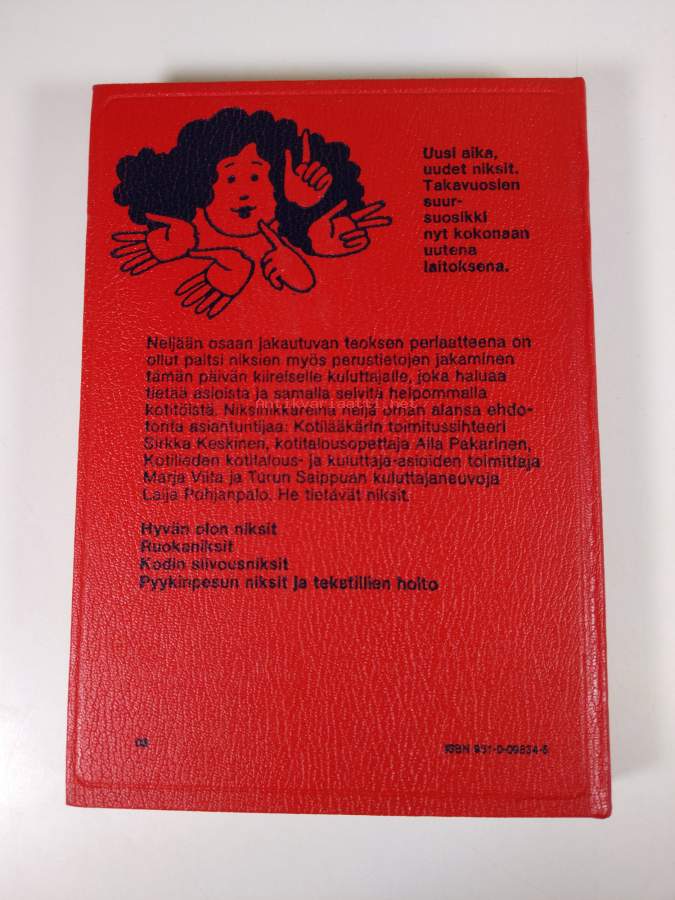 Uusi aika,
uudet niksit.
Takavuosien
suur-
suosikki
nyt kokonaan
uutena
laitoksena.
Neljään osaan jakautuvan teoksen periaatteena on
ollut paitsi niksien myös perustietojen jakaminen
tämän päivän kiireiselle kuluttajalle, joka haluaa
tietää asioista ja samalla selvitä helpommalla
kotitöistä. Niksinikkareina neljä oman alansa ehdo-
tonta asiantuntijaa: Kotilääkärin toimitussihteeri
Sirkka Keskinen, kotitalousopettaja Aila Pakarinen,
Kotilieden kotitalous- ja kuluttaja-asioiden toimittaja
Marja Viita ja Turun Saippuan kuluttajaneuvoja
Laija Pohjanpalo. He tietävät niksit.
Hyvän olon niksit
Ruokaniksit
Kodin siivousniksit
Pyykinpesun niksit ja tekstiilien hoito
03
ISBN 951-0-09834-5